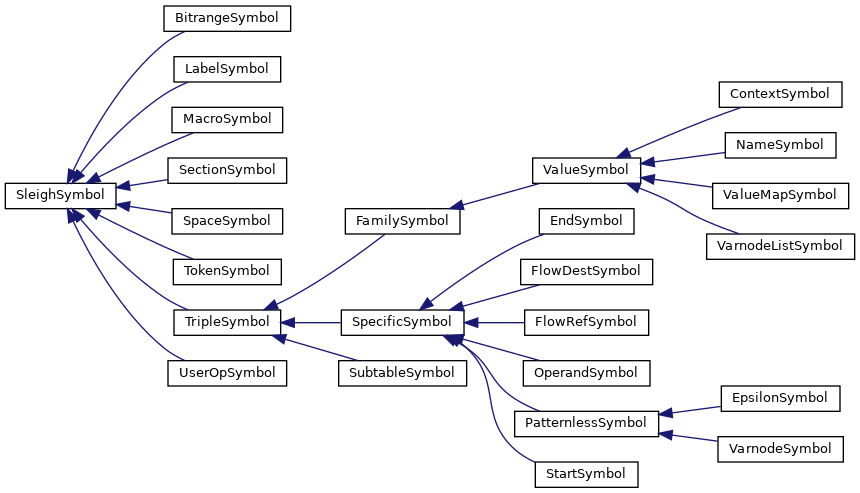 BitrangeSymbol
LabelSymbol
MacroSymbol
SectionSymbol
SleighSymbol
SpaceSymbol
TokenSymbol
TripleSymbol
UserOpSymbol
FamilySymbol
SpecificSymbol
SubtableSymbol
ValueSymbol
EndSymbol
FlowDestSymbol
FlowRefSymbol
OperandSymbol
PatternlessSymbol
StartSymbol
ContextSymbol
NameSymbol
ValueMapSymbol
VarnodeListSymbol
EpsilonSymbol
VarnodeSymbol